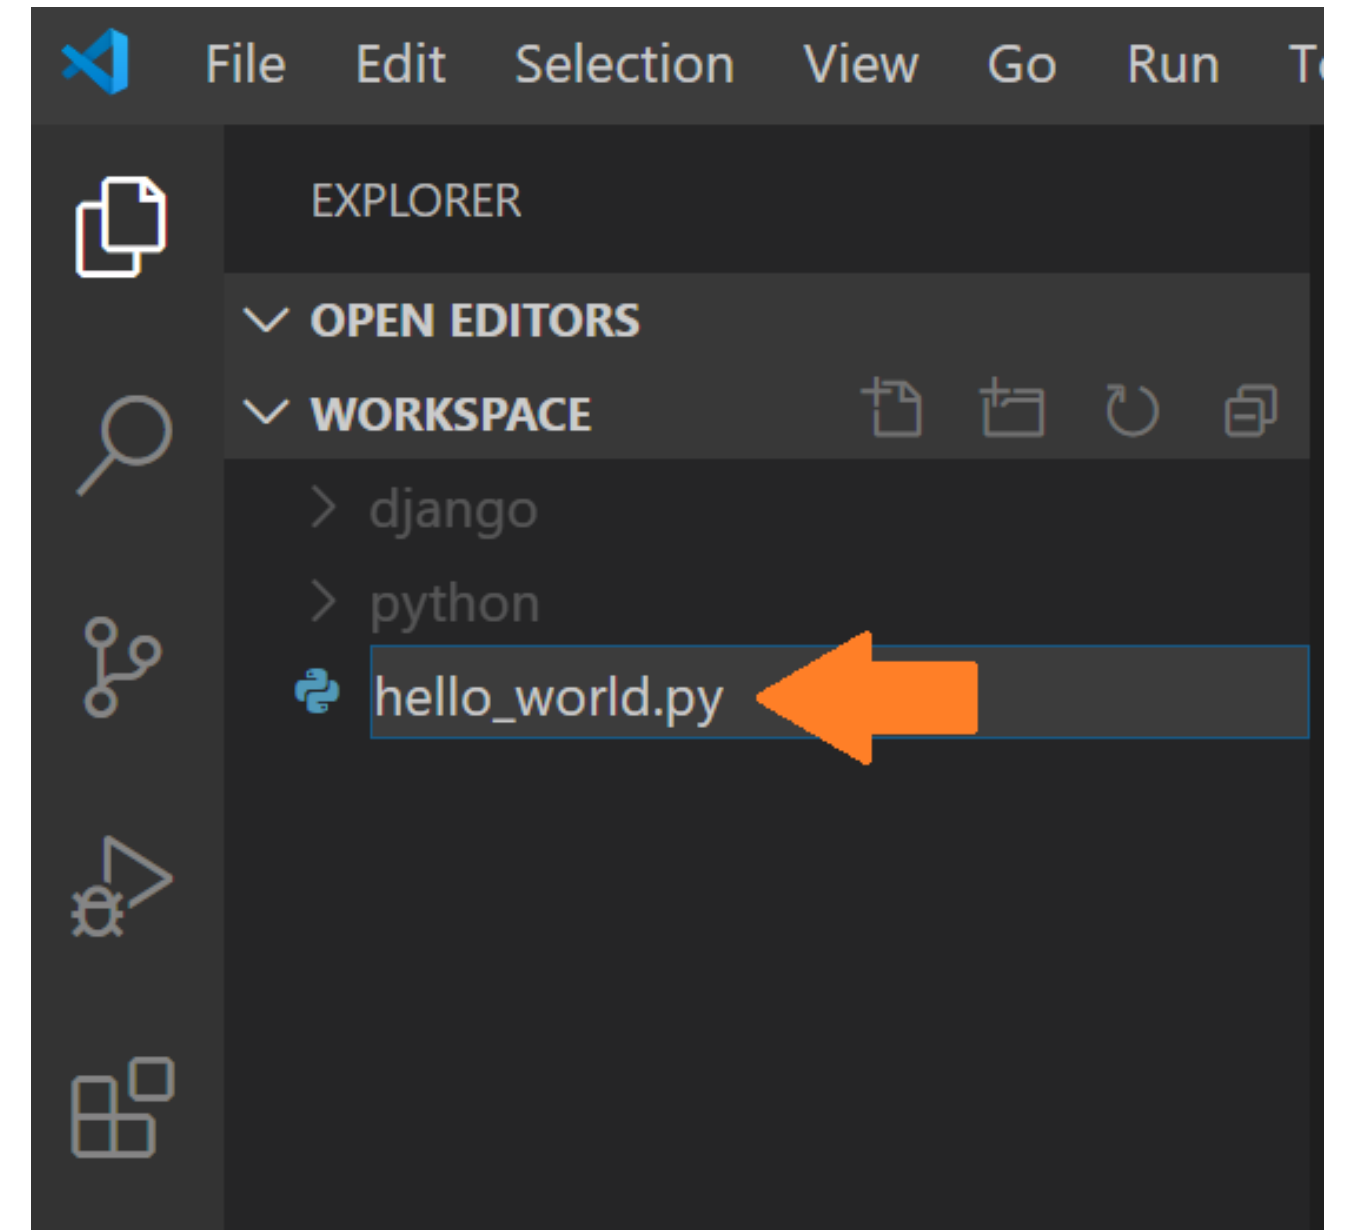 File Edit Selection View Go Run
EXPLORER
OPEN EDITORS
WORKSPACE
django
python
hello_world.py